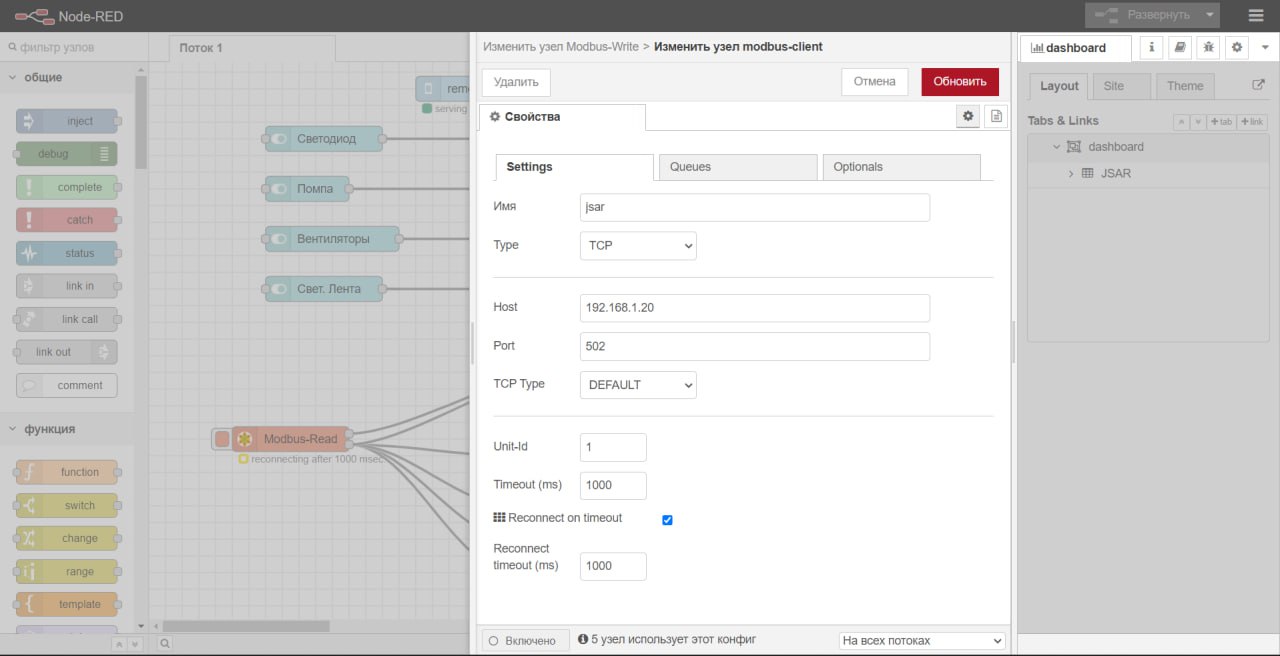 Node-RED
Развернуть
фильтр узлов
Поток 1
Изменить узел Modbus-Write > Изменить узел modbus-client
dashboard
Удалить
Отмена
Обновить
общие
Layout
Site
Theme
serving
Свойства
inject
Tabs & Links
tab
link
Светодиод
debug
dashboard
Settings
Queues
Optionals
JSAR
complete
Помпа
Имя
jsar
catch
Вентиляторы
Type
TCP
status
link in
Свет. Лента
Host
192.168.1.20
link call
Port
502
link out
TCP Type
DEFAULT
comment
функция
Modbus-Read
reconnecting after 1000 msec.
Unit-Id
1
function
Timeout (ms)
1000
switch
Reconnect on timeout
change
Reconnect
timeout (ms)
1000
range
template
Включено
5 узел использует этот конфиг
На всех потоках